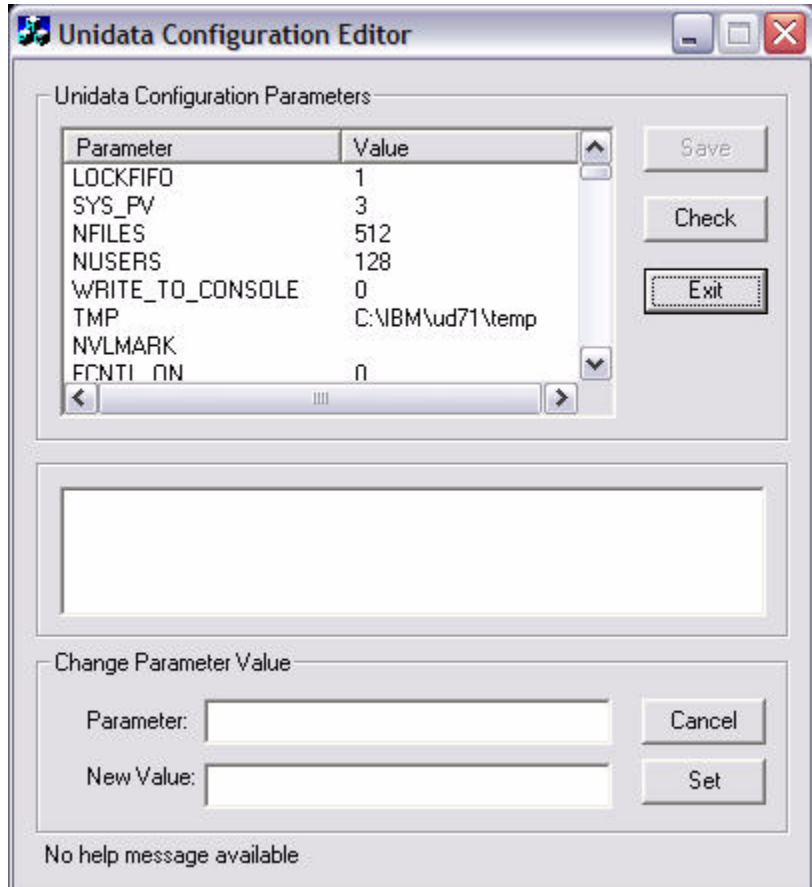 Unidata Configuration Editor
Unidata Configuration Parameters
Parameter Value
LOCKFIFO 1
SYS_PV 3
NFILES 512
NUSERS 128
WRITE_TO_CONSOLE 0
TMP C:\IBM\ud71\temp
NVLMARK
FCNTL_ON 0
Save
Check
Exit
Change Parameter Value
Parameter:
Cancel
New Value:
Set
No help message available